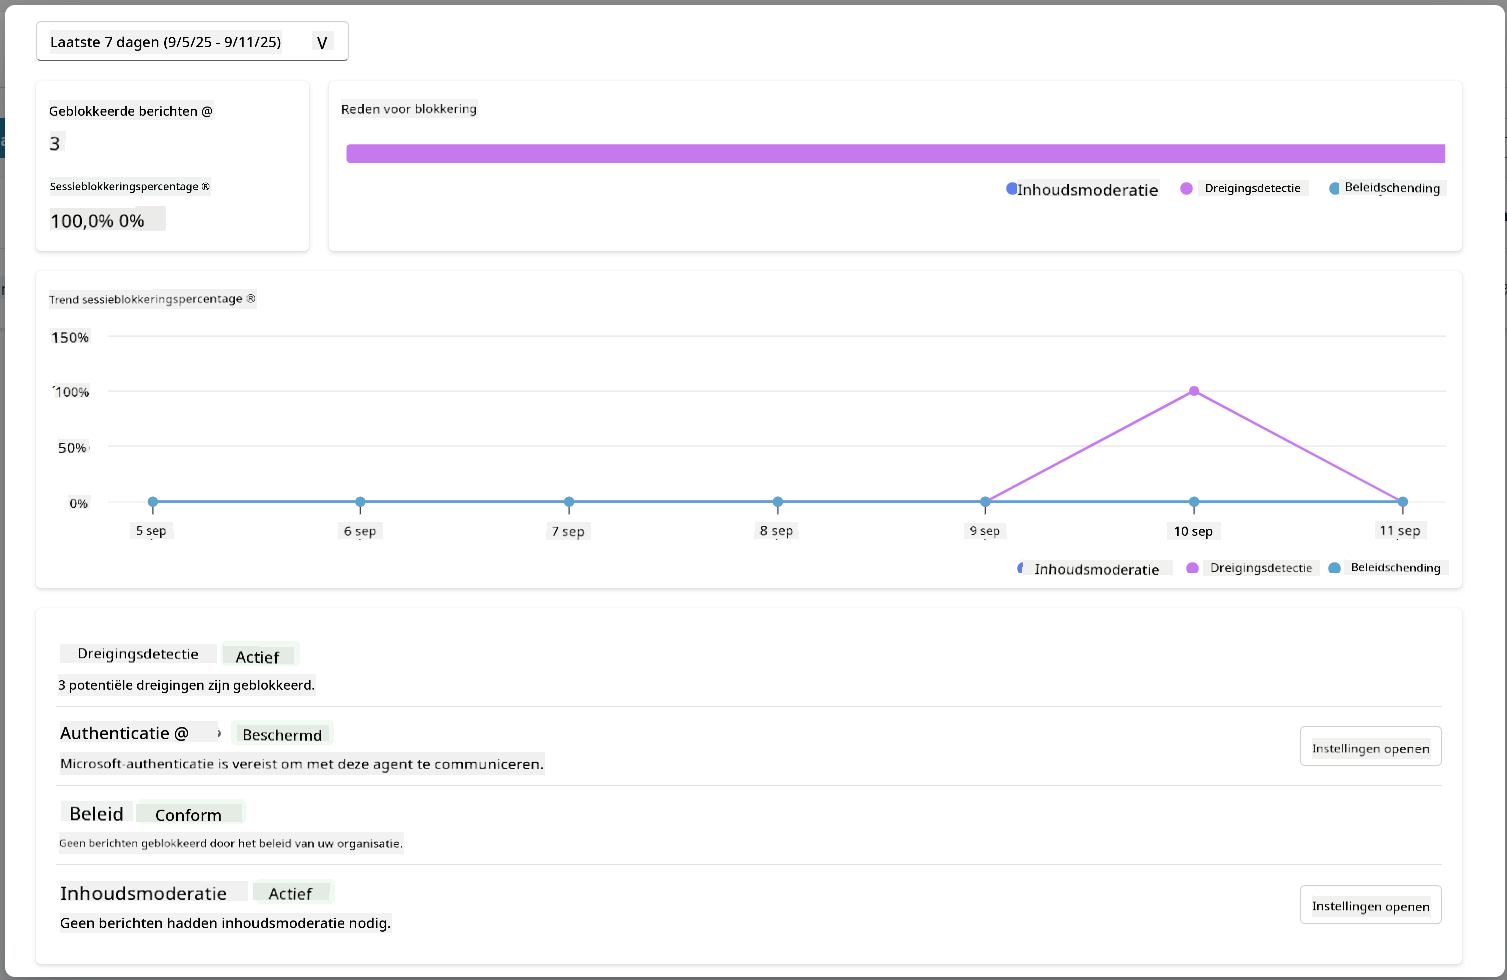 Laatste 7 dagen (9/5/25 - 9/11/25) V
Geblokkeerde berichten @
3
Sessieblokkeringspercentage ®
100,0% 0%
Reden voor blokkering
Inhoudsmoderatie Dreigingsdetectie Beleidschending
Trend sessieblokkeringspercentage ®
150%
100%
50%
0%
5 sep 6 sep 7 sep 8 sep 9 sep 10 sep 11 sep
Inhoudsmoderatie Dreigingsdetectie Beleidschending
Dreigingsdetectie Actief
3 potentiële dreigingen zijn geblokkeerd.
Authenticatie @ Beschermd
Microsoft-authenticatie is vereist om met deze agent te communiceren.
Instellingen openen
Beleid Conform
Geen berichten geblokkeerd door het beleid van uw organisatie.
Inhoudsmoderatie Actief
Geen berichten hadden inhoudsmoderatie nodig.
Instellingen openen